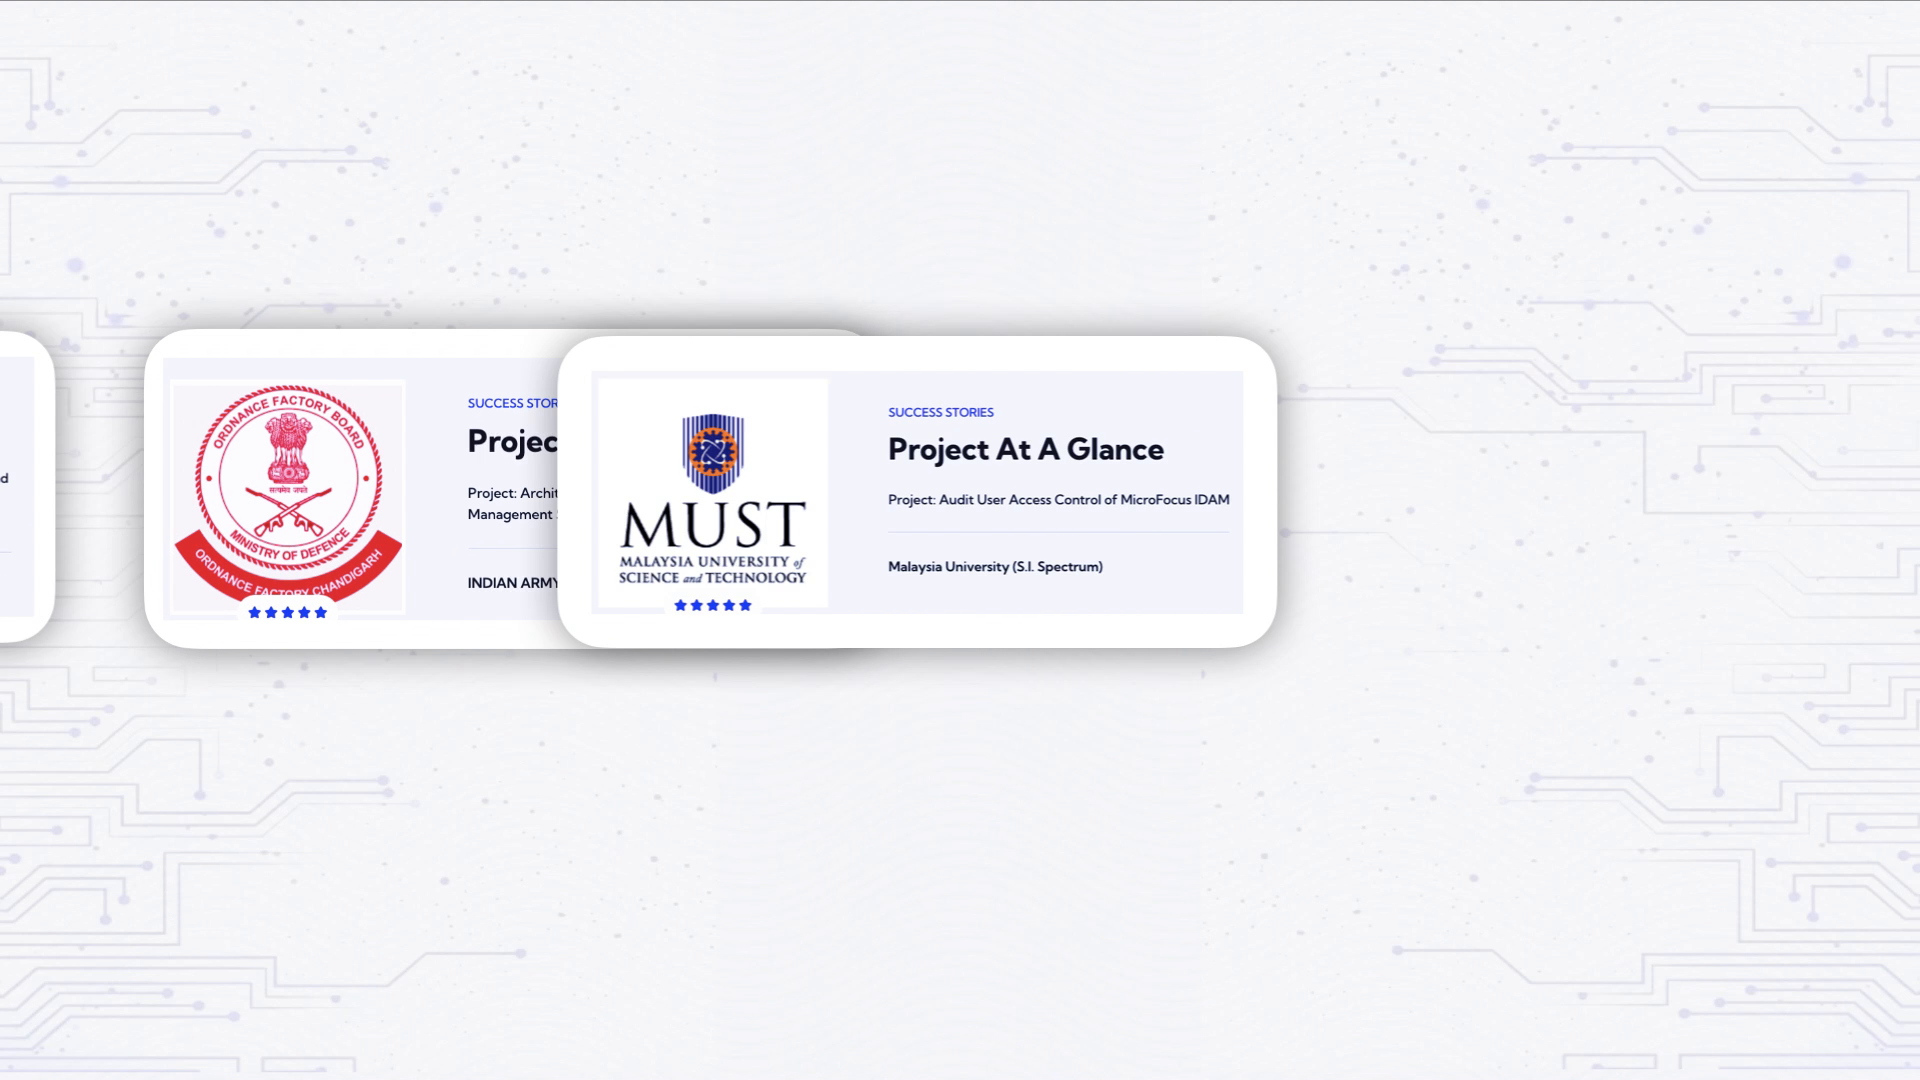 d
ORDNANCE FACTORY BOARD
सत्यमेव जयते
MINISTRY OF DEFENCE
ORDNANCE FACTORY CHANDIGARH
SUCCESS STOR
Projec
Project: Archit
Management
INDIAN ARMY
MUST
MALAYSIA UNIVERSITY of
SCIENCE and TECHNOLOGY
SUCCESS STORIES
Project At A Glance
Project: Audit User Access Control of MicroFocus IDAM
Malaysia University (S.I. Spectrum)